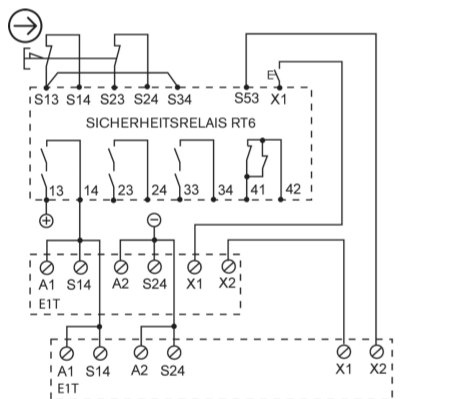 S13 S14 S23 S24 S34 S53 X1
E
SICHERHEITSRELAIS RT6
13 14 23 24 33 34 41 42
+ −
A1 S14 A2 S24 X1 X2
E1T
A1 S14 A2 S24 X1 X2
E1T